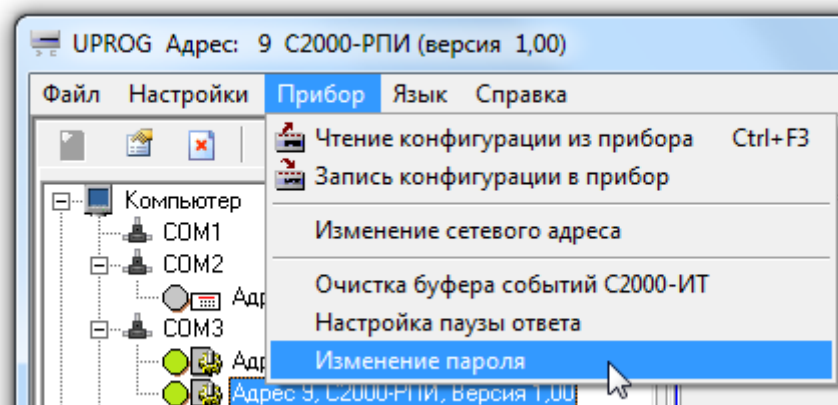 UPROG Адрес: 9 С2000-РПИ (версия 1,00)
Файл Настройки Прибор Язык Справка
Чтение конфигурации из прибора Ctrl+F3
Запись конфигурации в прибор
Изменение сетевого адреса
Очистка буфера событий С2000-ИТ
Настройка паузы ответа
Изменение пароля
Компьютер
COM1
COM2
COM3
Адрес 9, С2000-РПИ, Версия 1,00